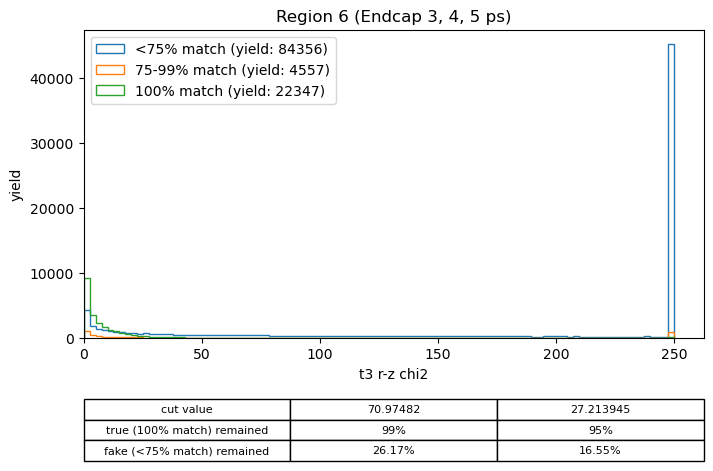 Region 6 (Endcap 3, 4, 5 ps)
<75% match (yield: 84356)
75-99% match (yield: 4557)
100% match (yield: 22347)
yield
40000
30000
20000
10000
0
0 50 100 150 200 250
t3 r-z chi2
cut value 70.97482 27.213945
true (100% match) remained 99% 95%
fake (<75% match) remained 26.17% 16.55%